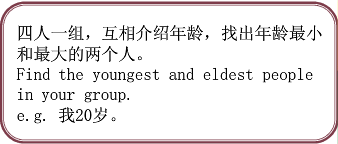 四人一组，互相介绍年龄，找出年龄最小
和最大的两个人。
Find the youngest and eldest people
in your group.
e.g. 我20岁。